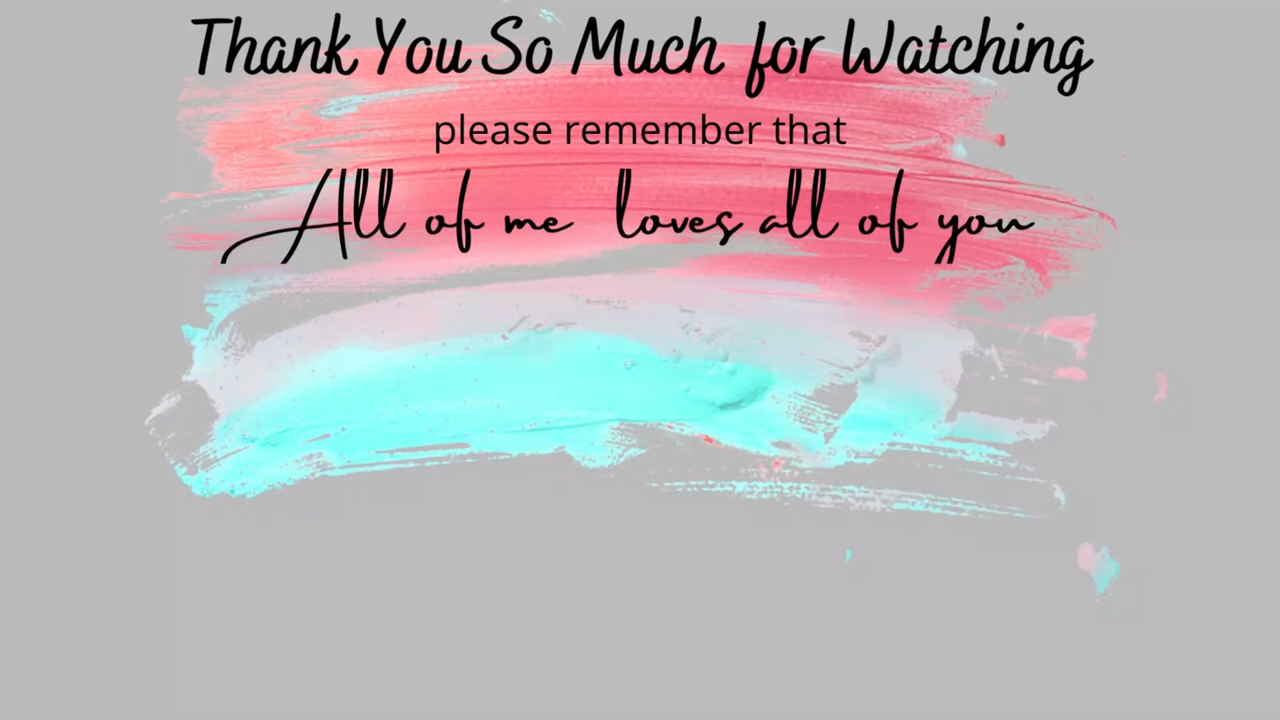 Thank You So Much for Watching
please remember that
All of me loves all of you